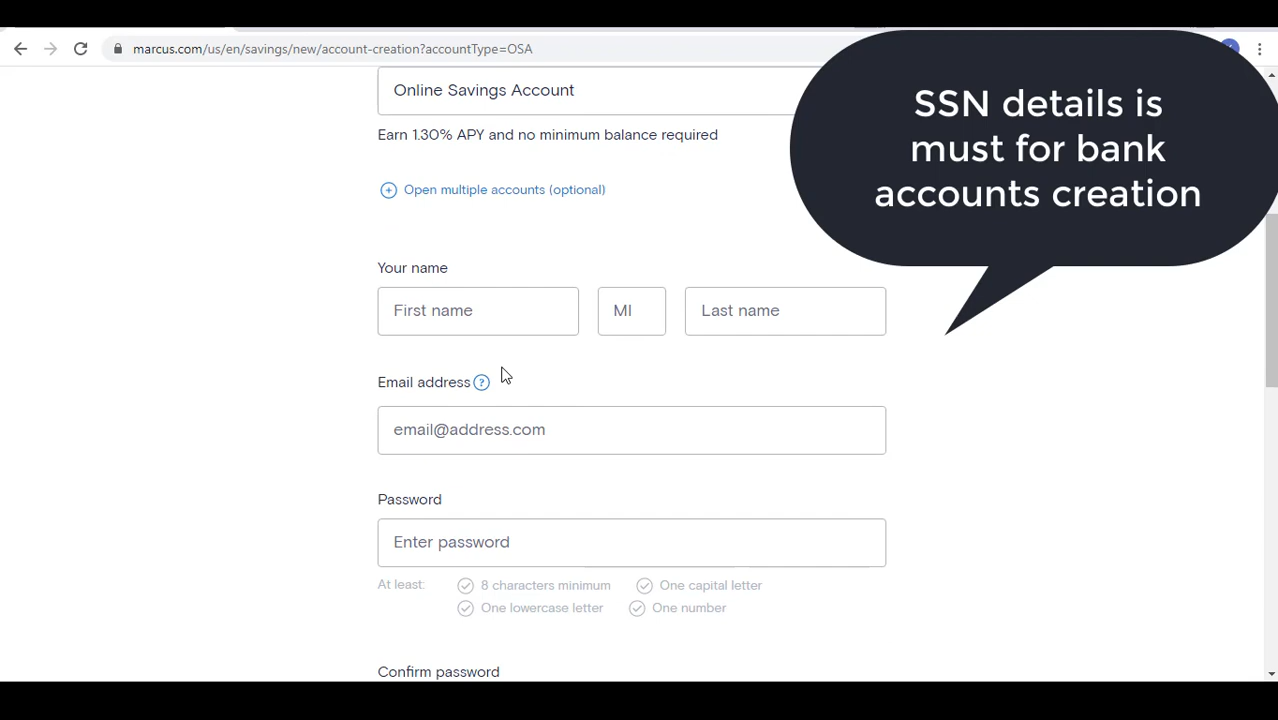 marcus.com/us/en/savings/new/account-creation?accountType=OSA
SSN details is
must for bank
accounts creation
Online Savings Account
Earn 1.30% APY and no minimum balance required
+ Open multiple accounts (optional)
Your name
First name MI Last name
Email address ?
email@address.com
Password
Enter password
At least: 8 characters minimum One capital letter
One lowercase letter One number
Confirm password